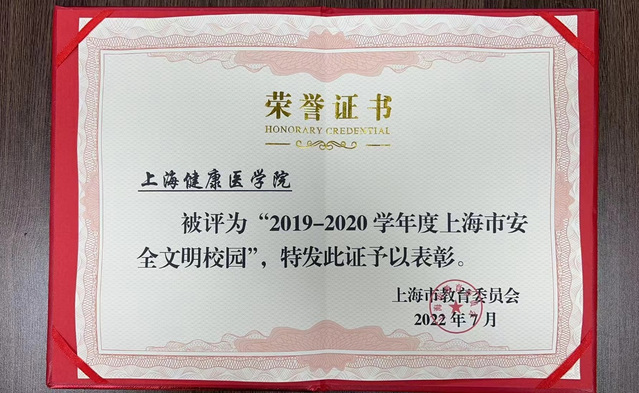 荣誉证书
HONORARY CREDENTIAL
上海健康医学院
被评为“2019-2020学年度上海市安
全文明校园”，特发此证予以表彰。
上海市教育委员会
2022年7月